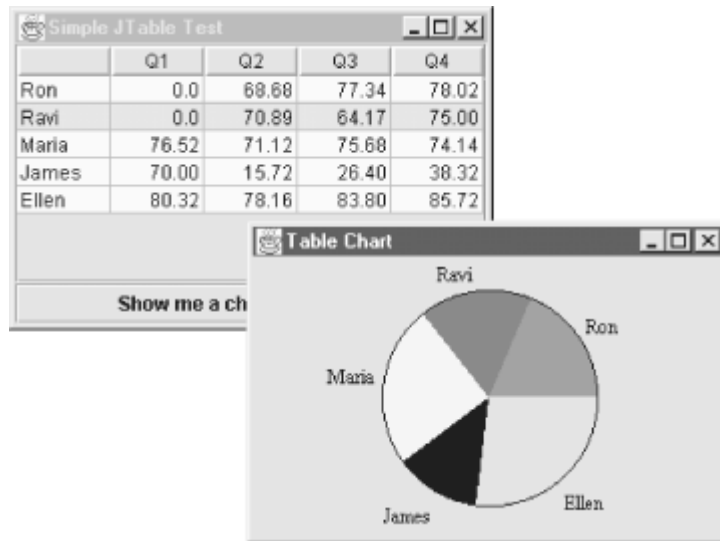 Simple JTable Test
Q1 Q2 Q3 Q4
Ron 0.0 68.68 77.34 78.02
Ravi 0.0 70.89 64.17 75.00
Maria 76.52 71.12 75.68 74.14
James 70.00 15.72 26.40 38.32
Ellen 80.32 78.16 83.80 85.72
Show me a ch
Table Chart
Ravi
Ron
Maria
James
Ellen